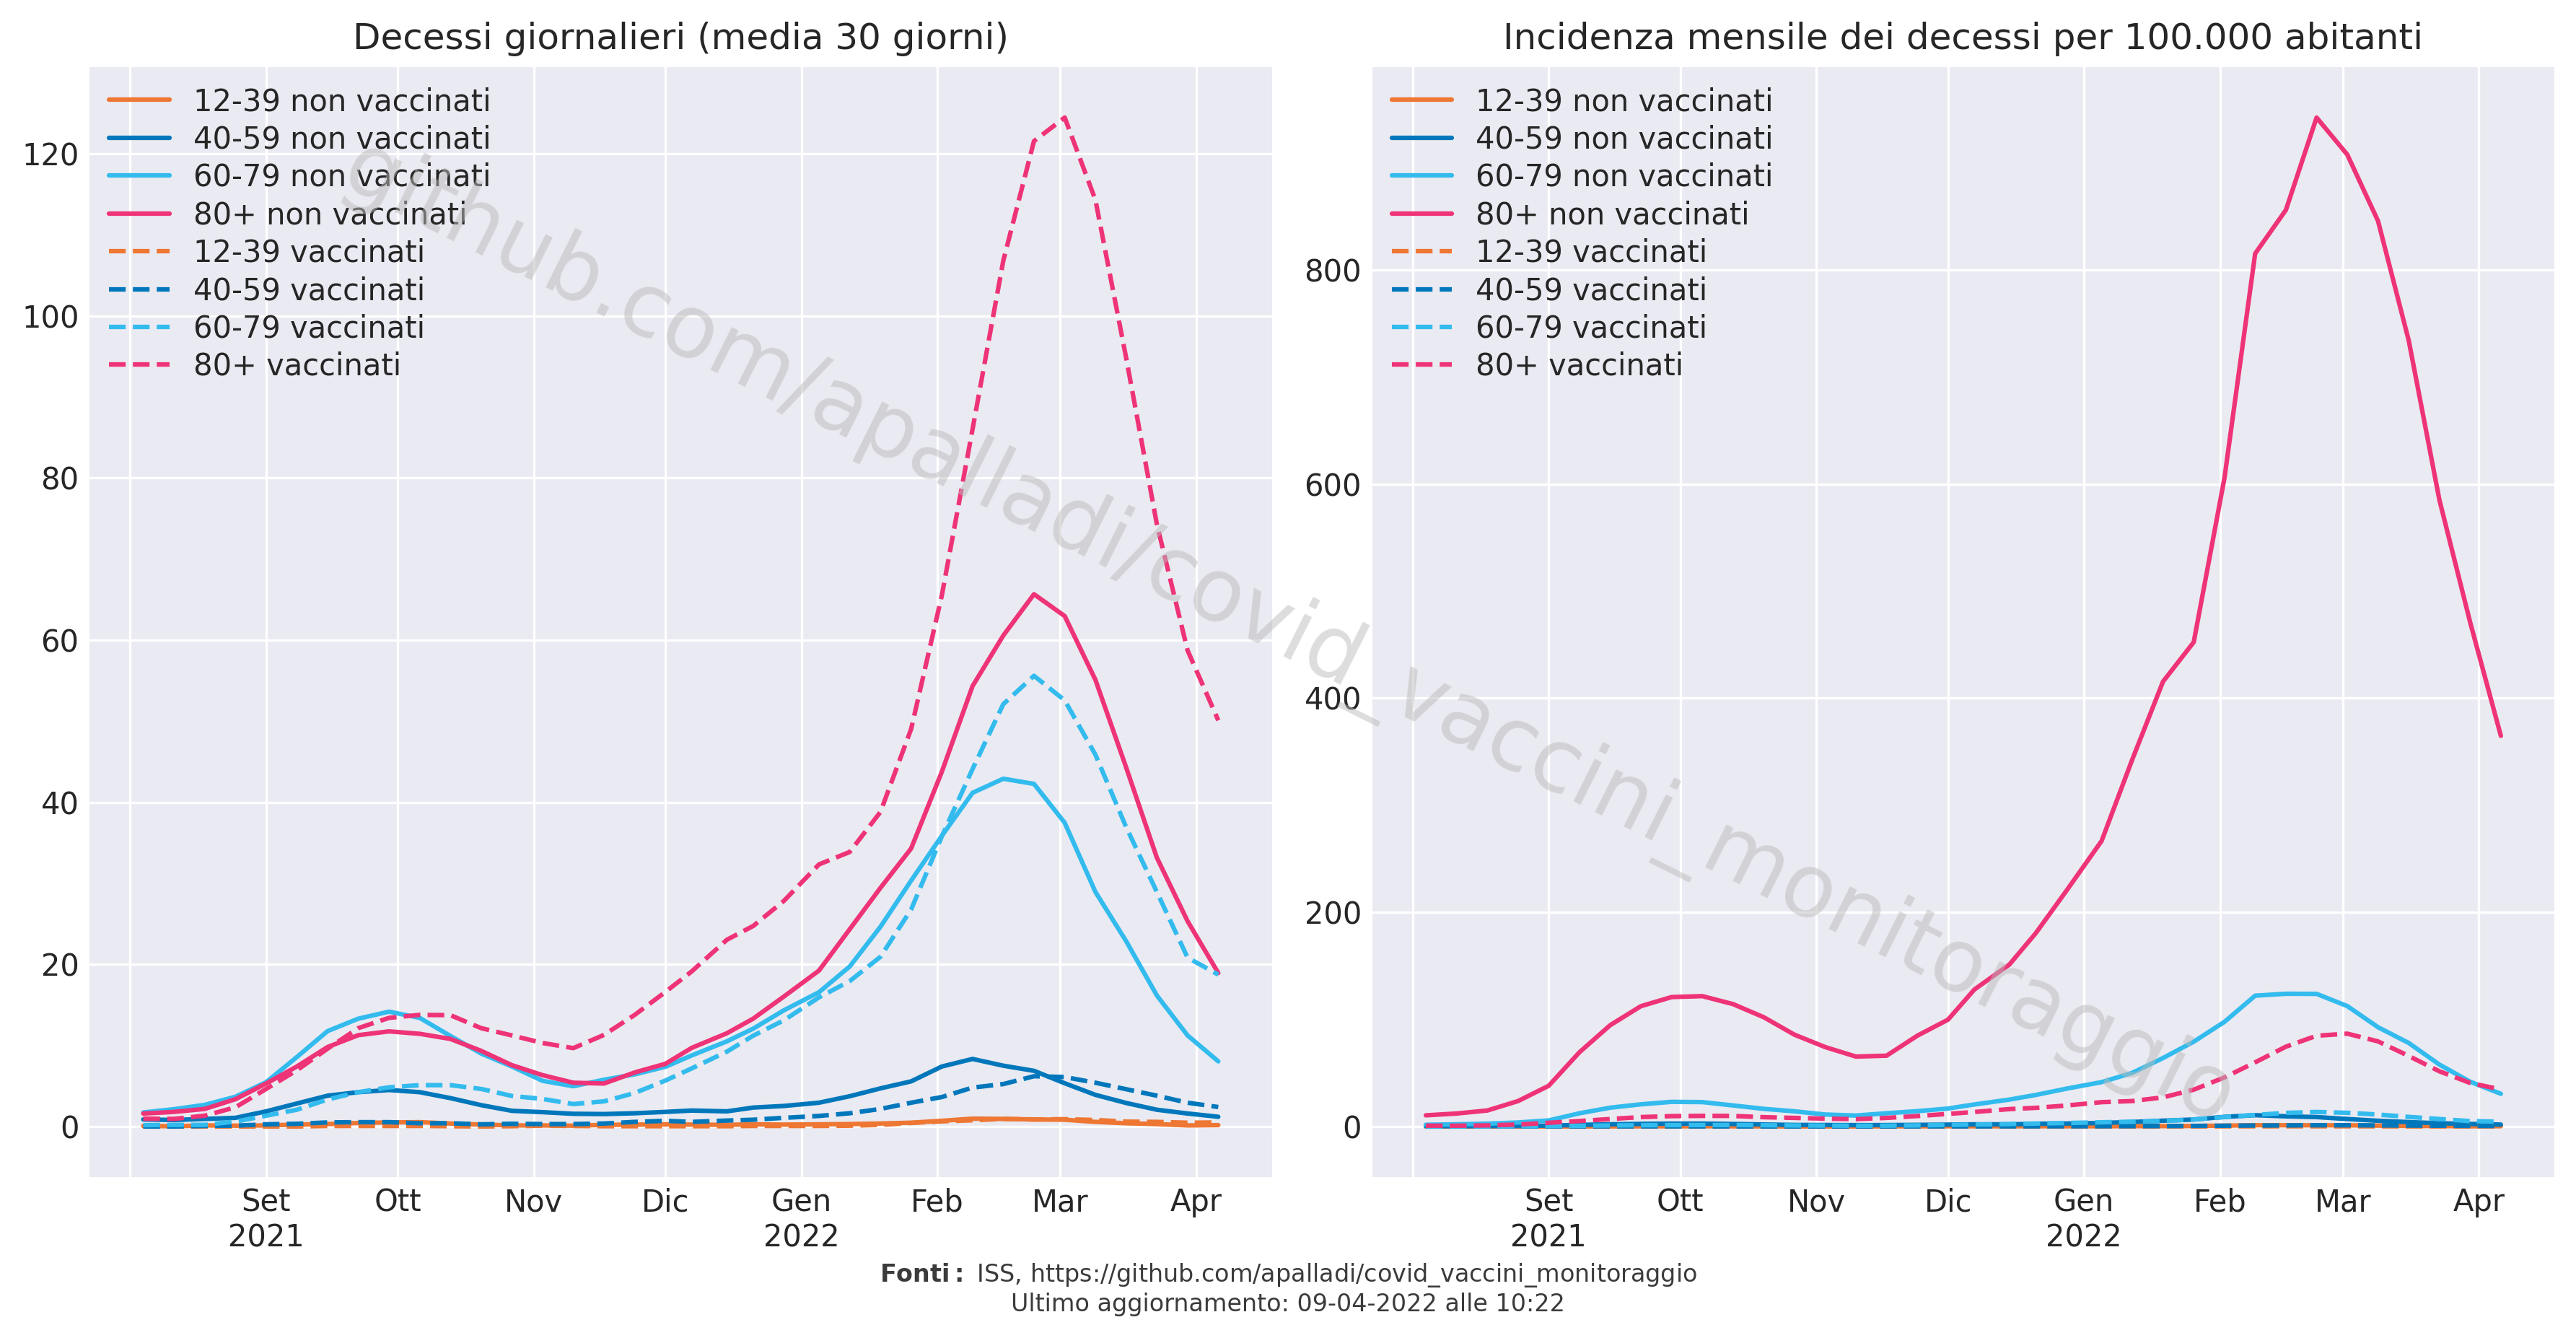 Decessi giornalieri (media 30 giorni)
120
100
80
60
40
20
0
12-39 non vaccinati
40-59 non vaccinati
60-79 non vaccinati
80+ non vaccinati
12-39 vaccinati
40-59 vaccinati
60-79 vaccinati
80+ vaccinati
Set Ott Nov Dic Gen Feb Mar Apr
2021 2022
Incidenza mensile dei decessi per 100.000 abitanti
800
600
400
200
0
12-39 non vaccinati
40-59 non vaccinati
60-79 non vaccinati
80+ non vaccinati
12-39 vaccinati
40-59 vaccinati
60-79 vaccinati
80+ vaccinati
Set Ott Nov Dic Gen Feb Mar Apr
2021 2022
github.com/apalladi/covid_vaccini_monitoraggio
Fonti: ISS, https://github.com/apalladi/covid_vaccini_monitoraggio
Ultimo aggiornamento: 09-04-2022 alle 10:22